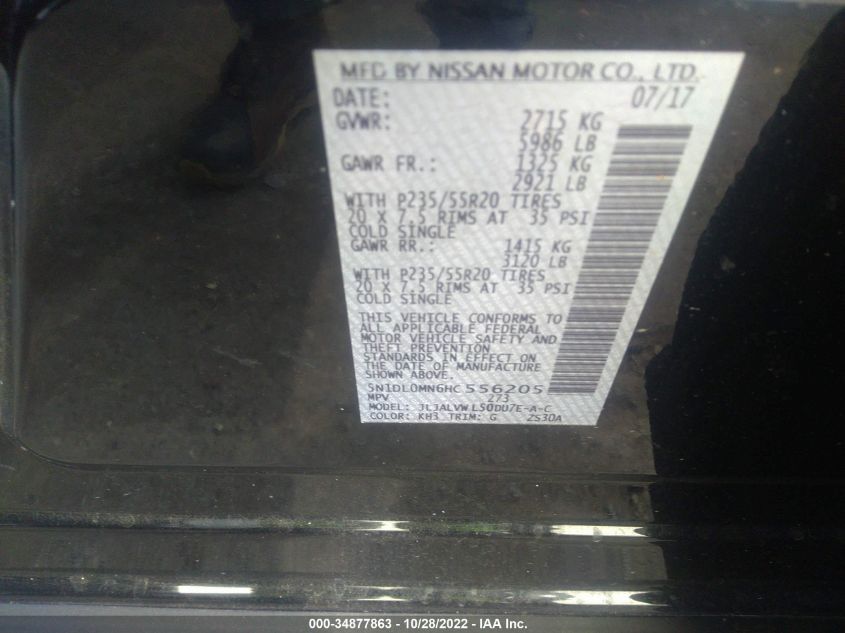 MFD BY NISSAN MOTOR CO., LTD.
DATE: 07/17
GVWR: 2715 KG
5986 LB
GAWR FR.: 1325 KG
2921 LB
WITH P235/55R20 TIRES
20 X 7.5 RIMS AT 35 PSI
COLD SINGLE
GAWR RR.: 1415 KG
3120 LB
WITH P235/55R20 TIRES
20 X 7.5 RIMS AT 35 PSI
COLD SINGLE
THIS VEHICLE CONFORMS TO
ALL APPLICABLE FEDERAL
MOTOR VEHICLE SAFETY AND
THEFT PREVENTION
STANDARDS IN EFFECT ON
THE DATE OF MANUFACTURE
SHOWN ABOVE.
5N1DL0MN6HC556205
MPV 273
MODEL: JLJALVWL50DU7E-A-C
COLOR: KH3 TRIM: G 2S30A
000-34877863 - 10/28/2022 - IAA Inc.